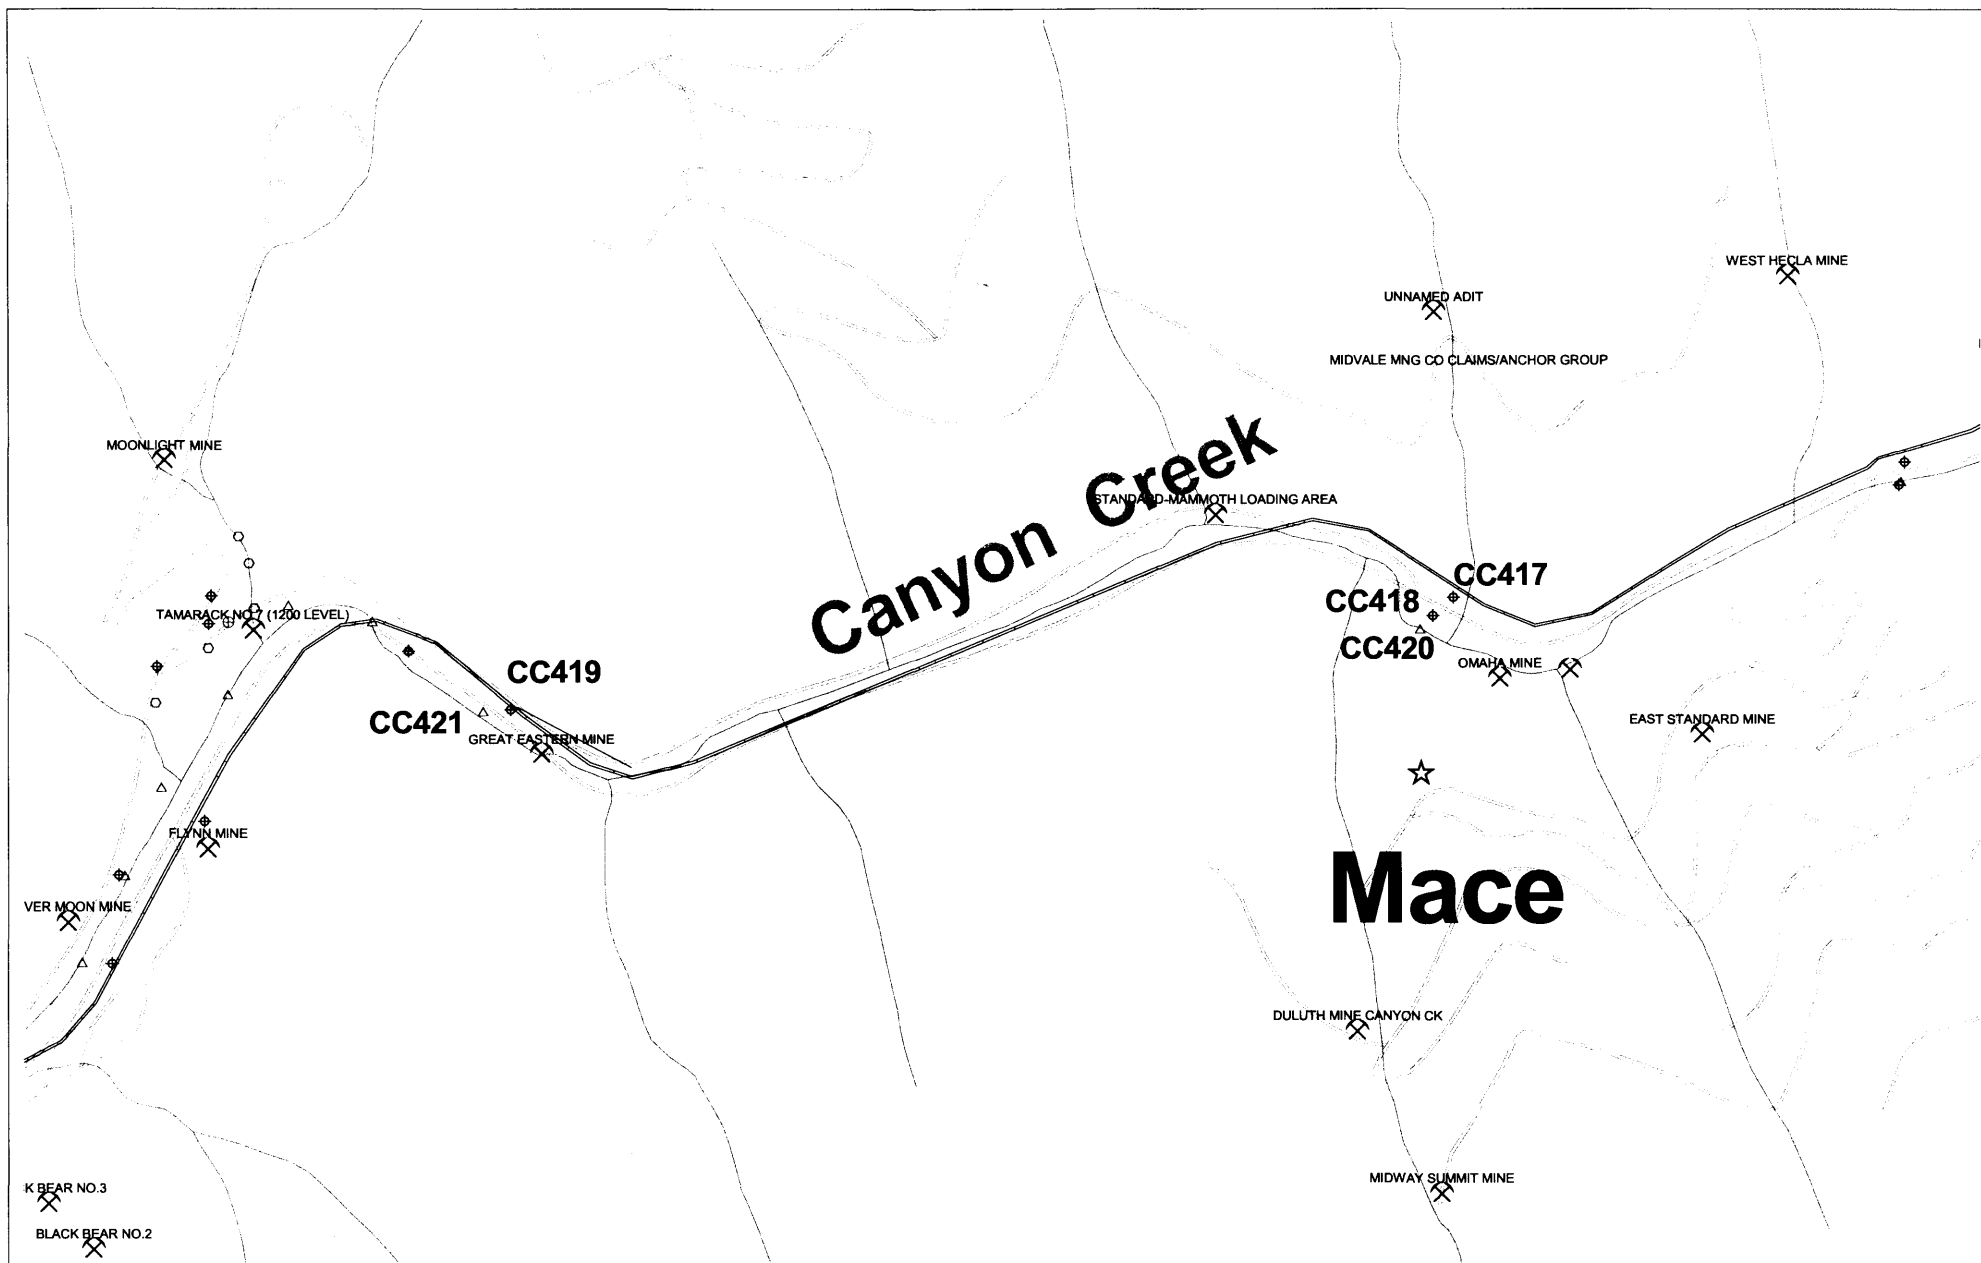 WEST HECLA MINE
UNNAMED ADIT
MIDVALE MNG CO CLAIMS/ANCHOR GROUP
MOONLIGHT MINE
Canyon Creek
STANDARD-MAMMOTH LOADING AREA
CC417
CC418
TAMARACK NO.7 (1200 LEVEL)
CC420
OMAHA MINE
CC419
CC421
EAST STANDARD MINE
GREAT EASTERN MINE
FLYNN MINE
Mace
VER MOON MINE
DULUTH MINE CANYON CK
MIDWAY SUMMIT MINE
K BEAR NO.3
BLACK BEAR NO.2